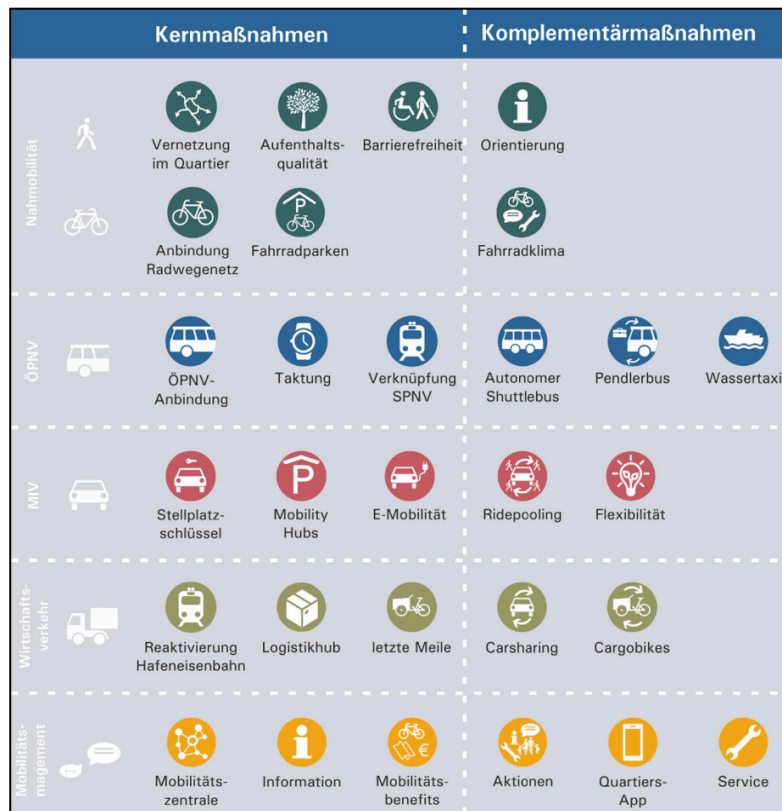 Kernmaßnahmen
Komplementärmaßnahmen
Nahmobilität
Vernetzung
im Quartier
Aufenthalts-
qualität
Barrierefreiheit
Orientierung
Anbindung
Radwegenetz
P
Fahrradparken
Fahrradklima
ÖPNV
ÖPNV-
Anbindung
Taktung
Verknüpfung
SPNV
Autonomer
Shuttlebus
Pendlerbus
Wassertaxi
MIV
Stellplatz-
schlüssel
P
Mobility
Hubs
E-Mobilität
Ridepooling
Flexibilität
Wirtschafts-
verkehr
Reaktivierung
Hafeneisenbahn
Logistikhub
letzte Meile
Carsharing
Cargobikes
Mobilitäts-
magement
Mobilitäts-
zentrale
Information
€
Mobilitäts-
benefits
Aktionen
Quartiers-
App
Service